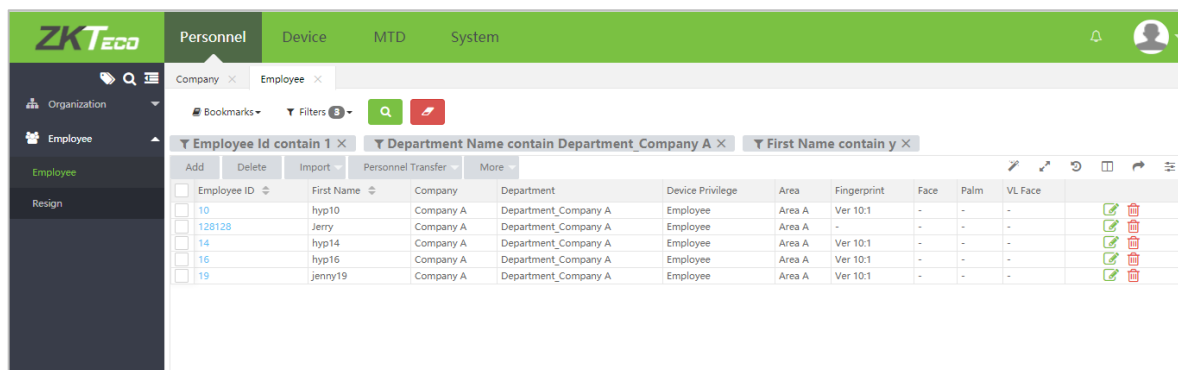 ZKTeco Personnel Device MTD System
Company × Employee ×
Organization
Bookmarks Filters 3
Employee
Employee Id contain 1 × Department Name contain Department_Company A × First Name contain y ×
Add Delete Import Personnel Transfer More
Employee
Employee ID First Name Company Department Device Privilege Area Fingerprint Face Palm VL Face
Resign
10 hyp10 Company A Department_Company A Employee Area A Ver 10:1 - - -
128128 Jerry Company A Department_Company A Employee Area A - - - -
14 hyp14 Company A Department_Company A Employee Area A Ver 10:1 - - -
16 hyp16 Company A Department_Company A Employee Area A Ver 10:1 - - -
19 jenny19 Company A Department_Company A Employee Area A Ver 10:1 - - -